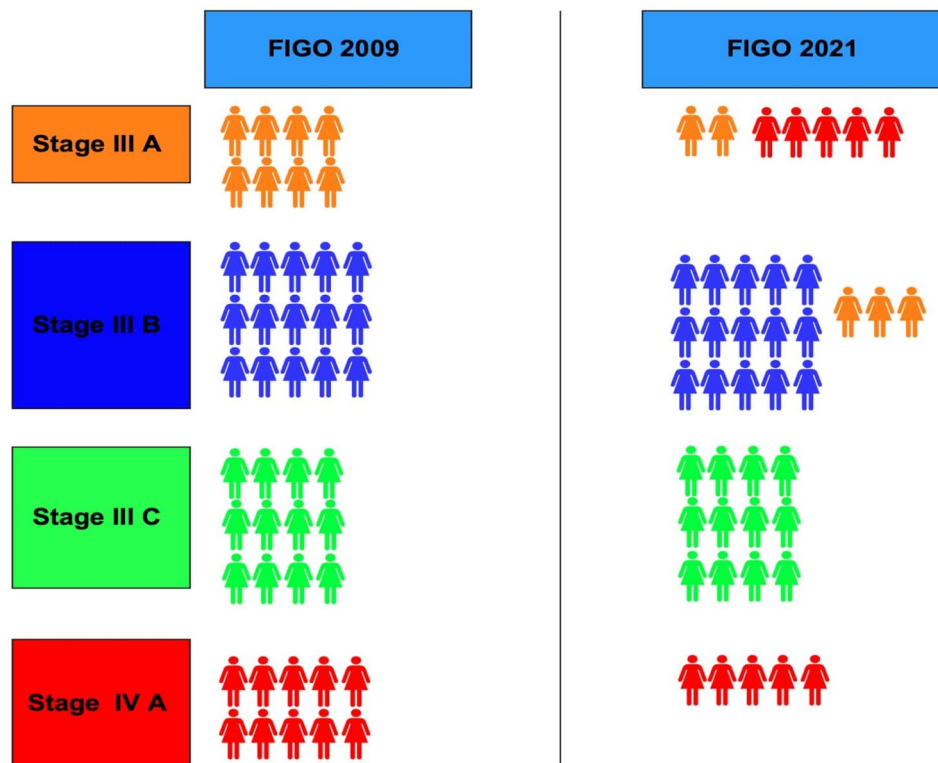 FIGO 2009
FIGO 2021
Stage III A
Stage III B
Stage III C
Stage IV A